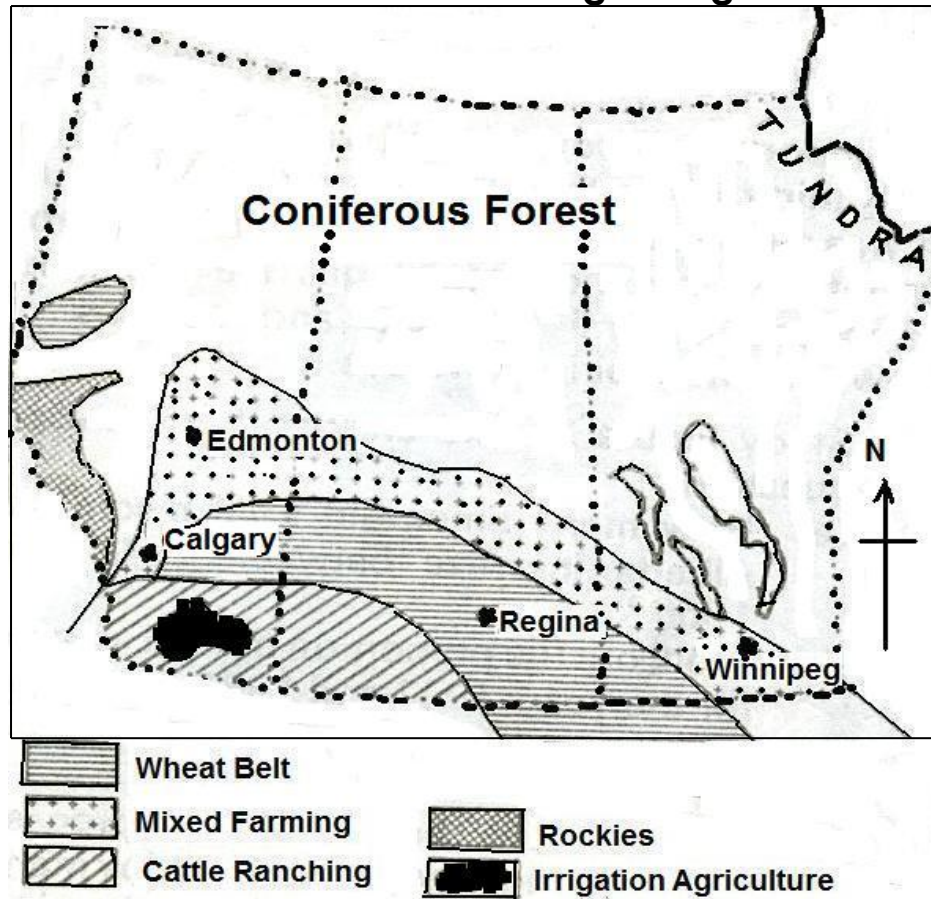 TUNDRA
Coniferous Forest
Edmonton
N
Calgary
Regina
Winnipeg
Wheat Belt
Mixed Farming
Rockies
Cattle Ranching
Irrigation Agriculture